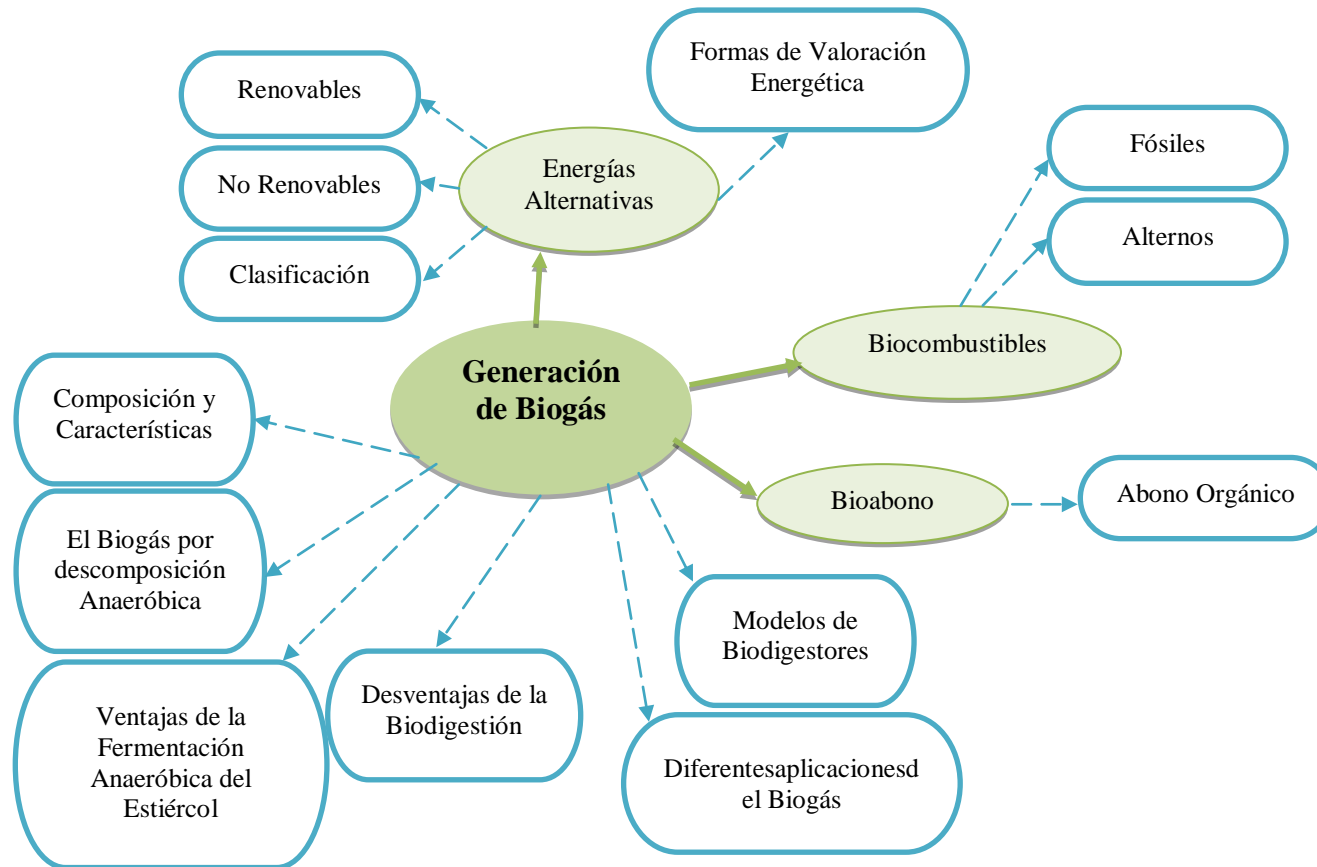 Formas de Valoración
Energética
Renovables
Fósiles
Energías
Alternativas
No Renovables
Alternos
Clasificación
Biocombustibles
Generación
de Biogás
Composición y
Características
Bioabono
Abono Orgánico
El Biogás por
descomposición
Anaeróbica
Modelos de
Biodigestores
Desventajas de la
Biodigestión
Ventajas de la
Fermentación
Anaeróbica del
Estiércol
Diferentesaplicacionesd
el Biogás